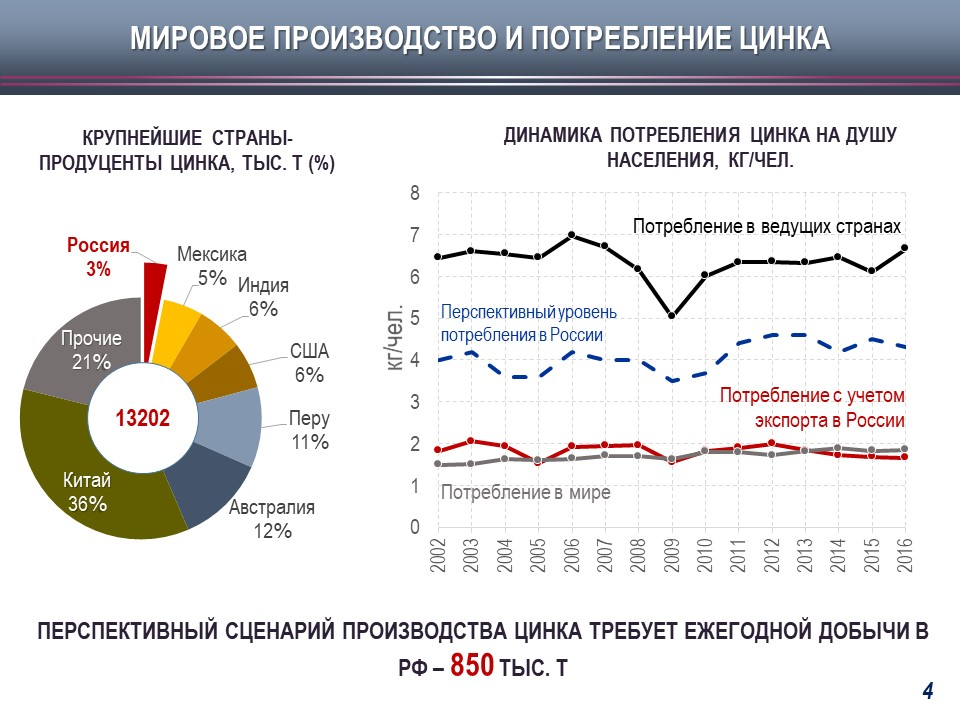 МИРОВОЕ ПРОИЗВОДСТВО И ПОТРЕБЛЕНИЕ ЦИНКА
КРУПНЕЙШИЕ СТРАНЫ-
ПРОДУЦЕНТЫ ЦИНКА, ТЫС. Т (%)
Россия
3%
Мексика
5%
Индия
6%
США
6%
Перу
11%
Австралия
12%
Китай
36%
Прочие
21%
13202
ДИНАМИКА ПОТРЕБЛЕНИЯ ЦИНКА НА ДУШУ
НАСЕЛЕНИЯ, КГ/ЧЕЛ.
кг/чел.
8
7
6
5
4
3
2
1
0
Потребление в ведущих странах
Перспективный уровень
потребления в России
Потребление с учетом
экспорта в России
Потребление в мире
2002
2003
2004
2005
2006
2007
2008
2009
2010
2011
2012
2013
2014
2015
2016
ПЕРСПЕКТИВНЫЙ СЦЕНАРИЙ ПРОИЗВОДСТВА ЦИНКА ТРЕБУЕТ ЕЖЕГОДНОЙ ДОБЫЧИ В
РФ – 850 ТЫС. Т
4